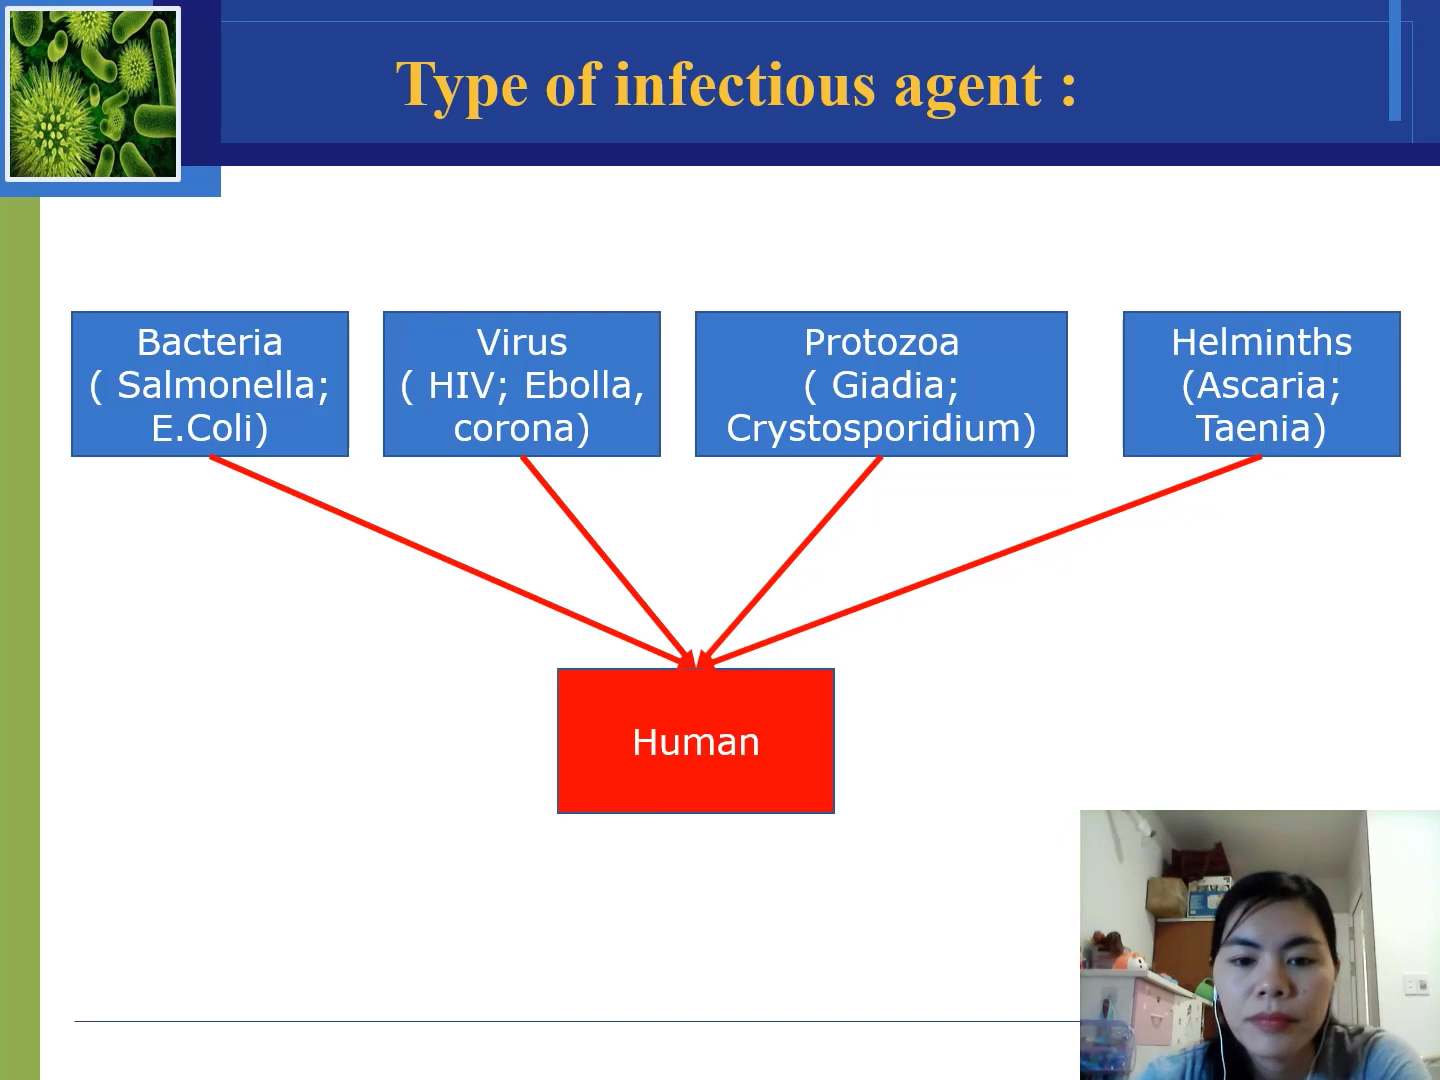 Type of infectious agent :
Bacteria
( Salmonella;
E.Coli)
Virus
( HIV; Ebolla,
corona)
Protozoa
( Giadia;
Crystosporidium)
Helminths
(Ascaria;
Taenia)
Human